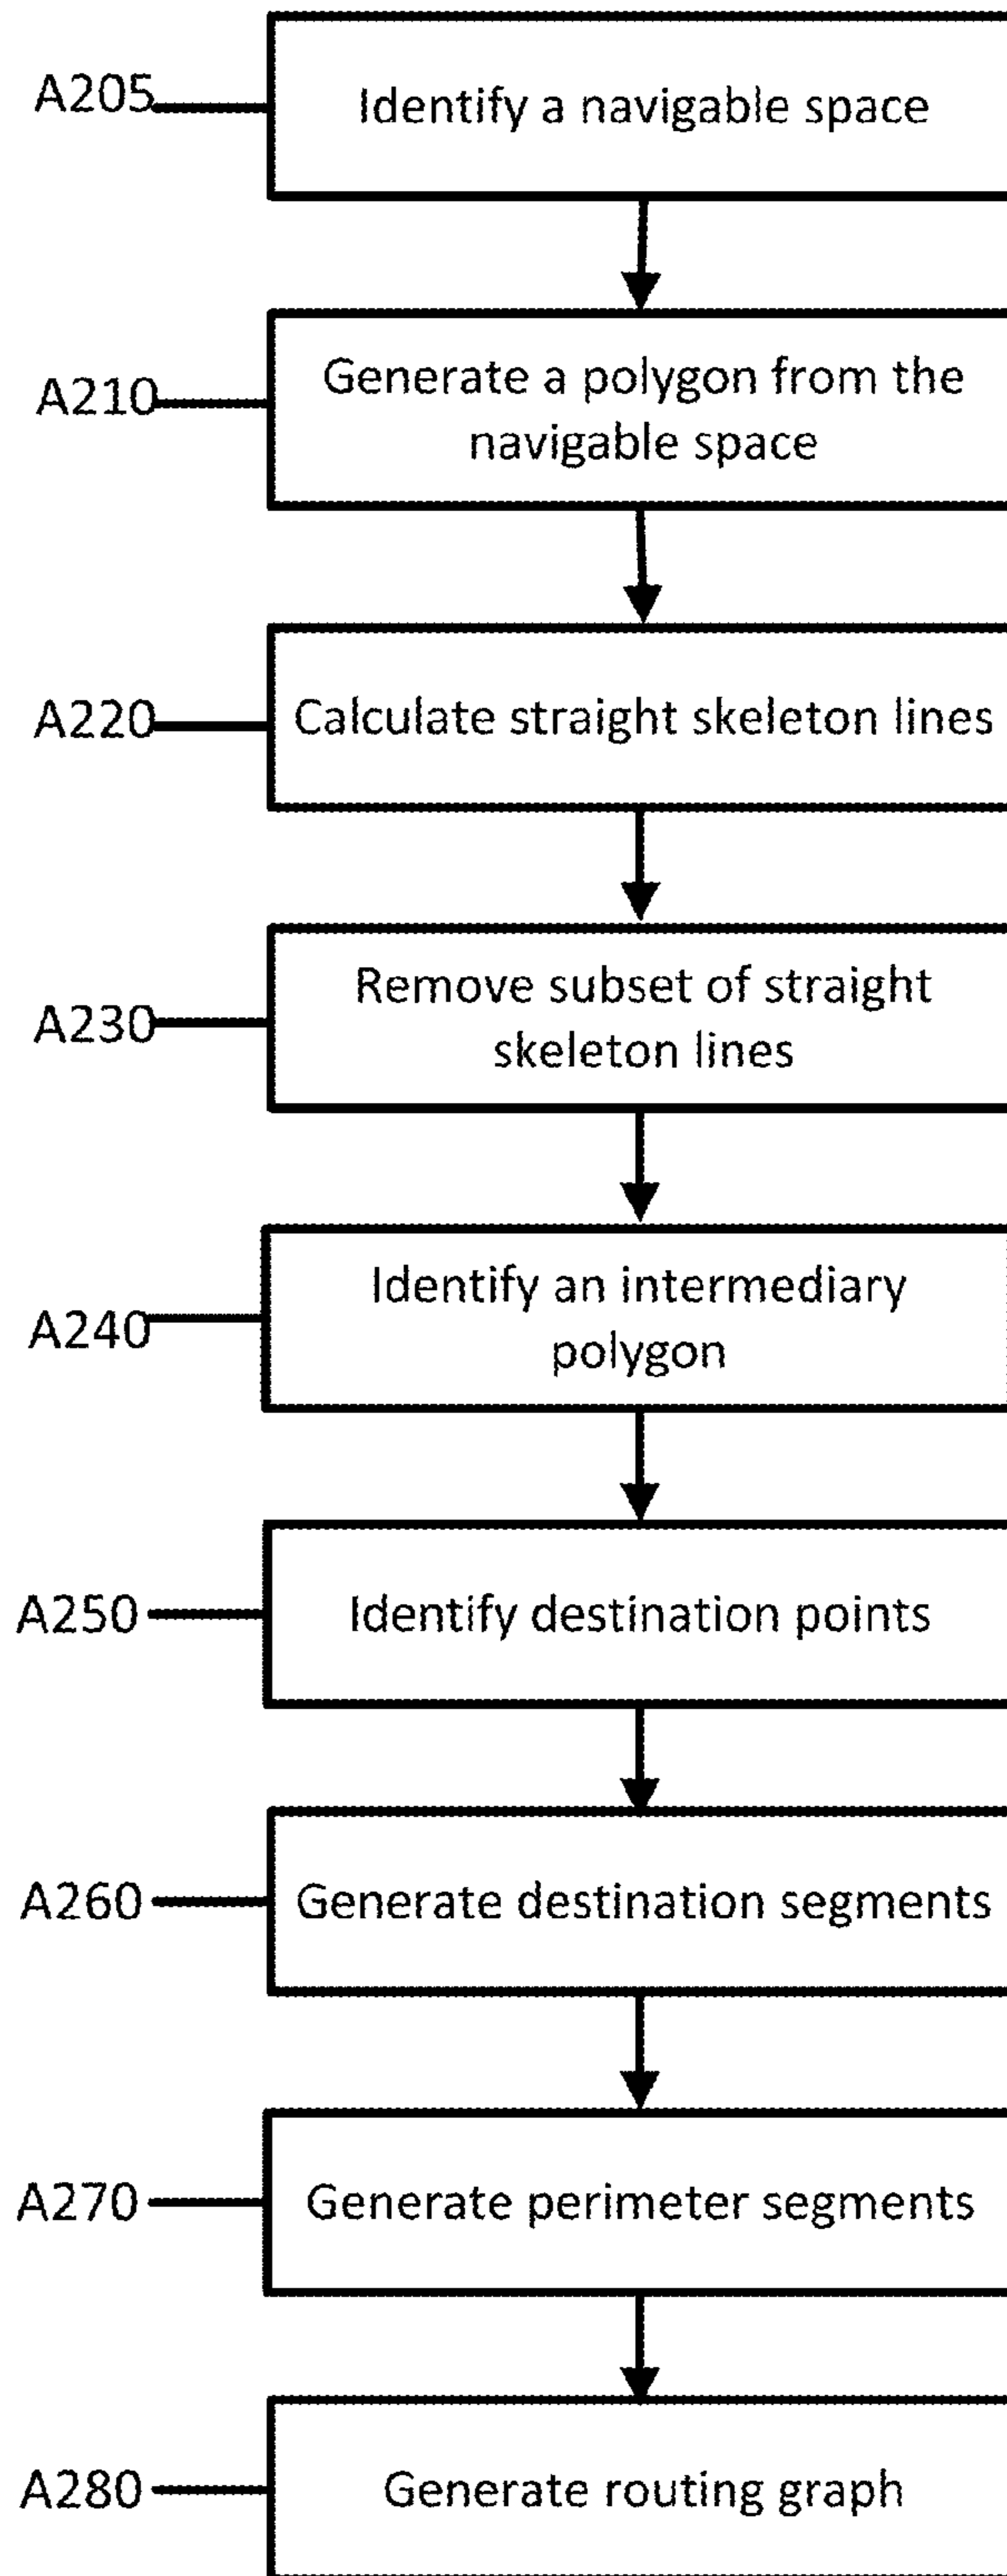 A205
Identify a navigable space
A210
Generate a polygon from the
navigable space
A220
Calculate straight skeleton lines
A230
Remove subset of straight
skeleton lines
A240
Identify an intermediary
polygon
A250
Identify destination points
A260
Generate destination segments
A270
Generate perimeter segments
A280
Generate routing graph